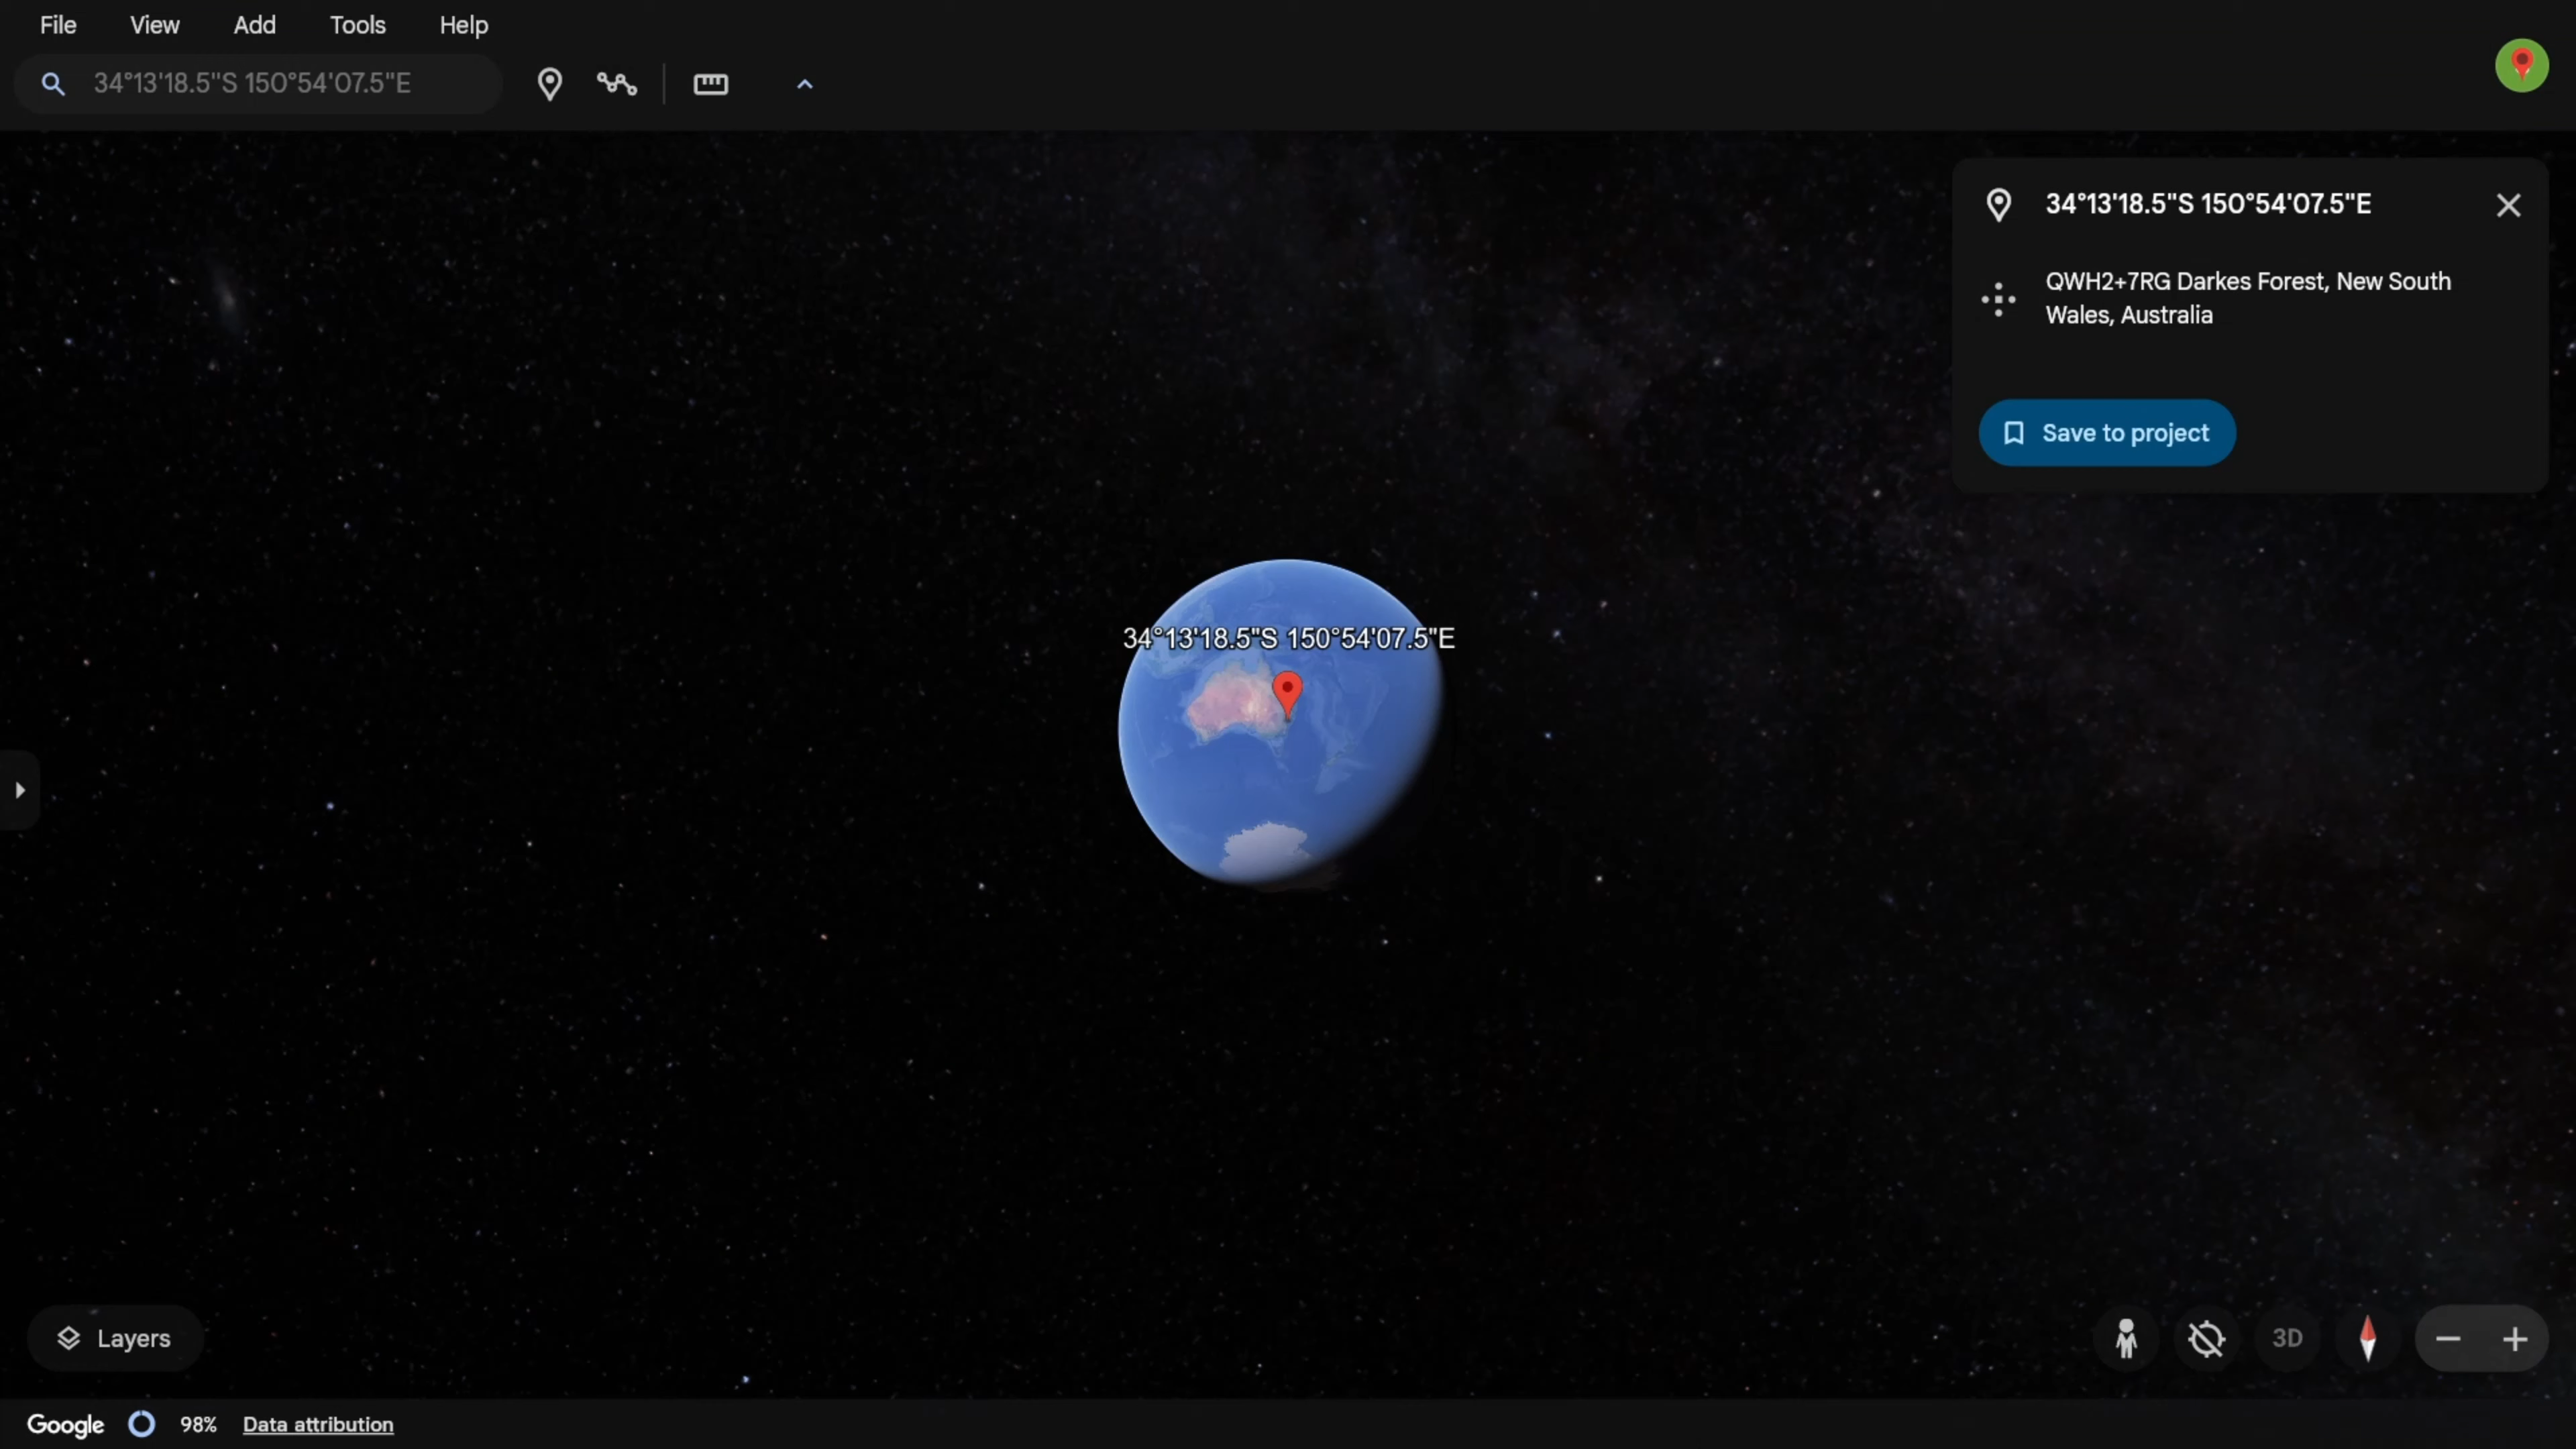 File View Add Tools Help
34°13'18.5"S 150°54'07.5"E
34°13'18.5"S 150°54'07.5"E
QWH2+7RG Darkes Forest, New South
Wales, Australia
Save to project
34°13'18.5"S 150°54'07.5"E
Layers
3D
Google 98% Data attribution